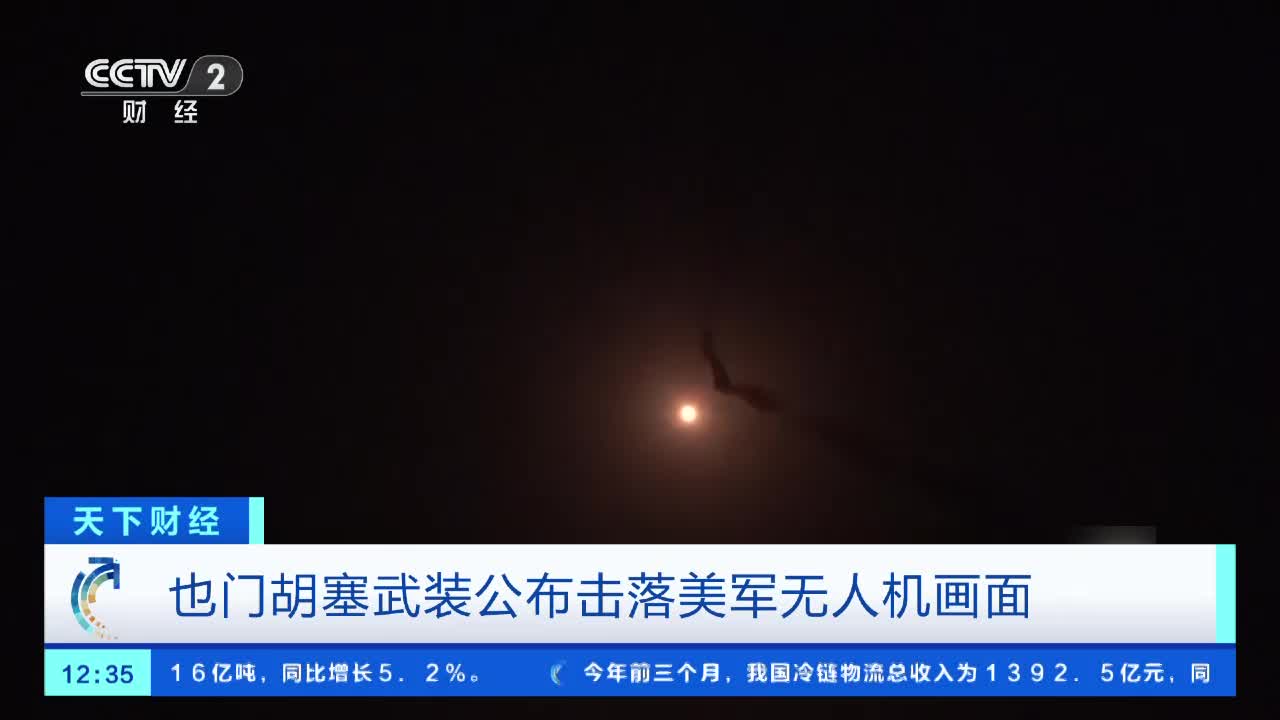 CCTV 2
财 经
天下财经
也门胡塞武装公布击落美军无人机画面
12:35
16亿吨，同比增长5．2%。 今年前三个月，我国冷链物流总收入为1392．5亿元，同